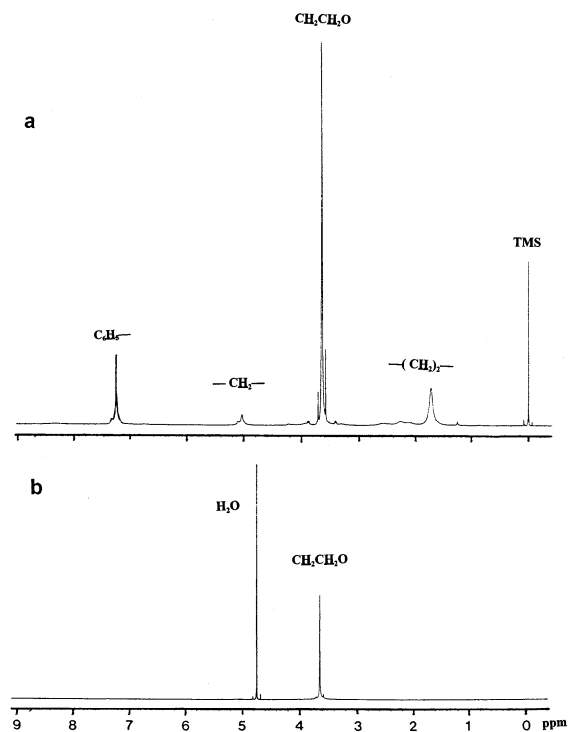 CH₂CH₂O
a
TMS
C₆H₅—
—(CH₂)₂—
—CH₂—
b
H₂O
CH₂CH₂O
9 8 7 6 5 4 3 2 1 0 ppm